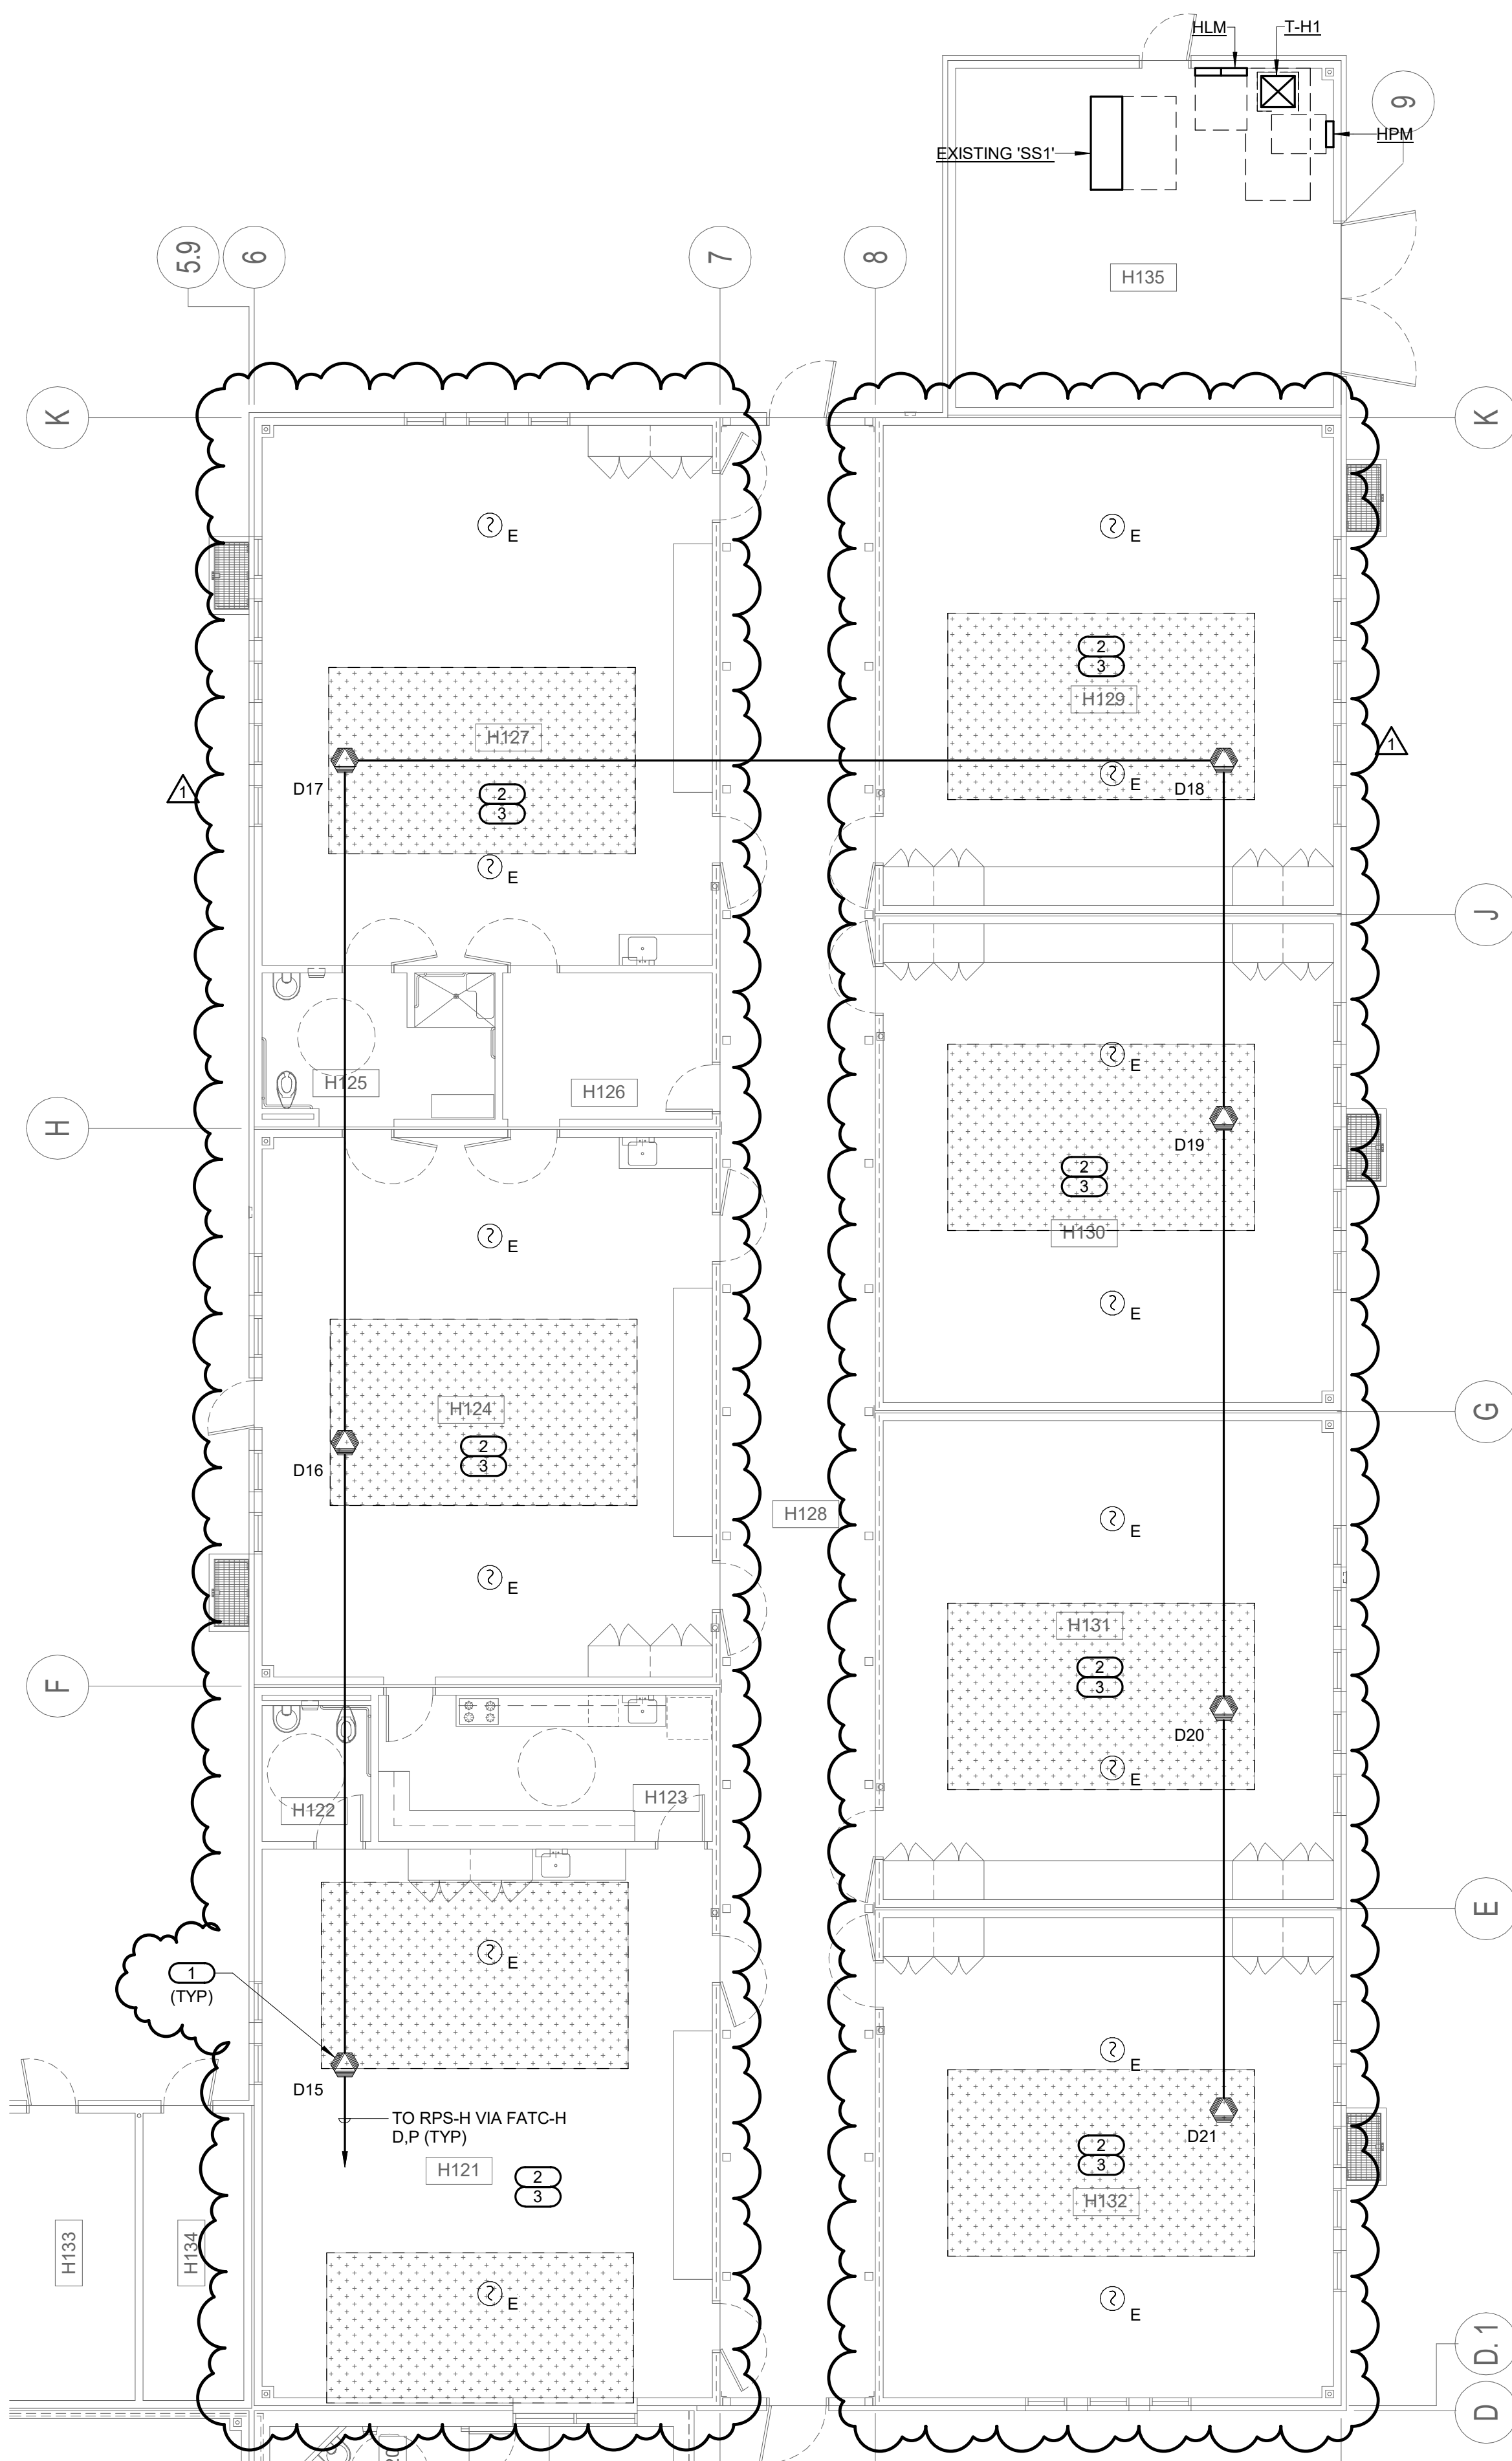 HLM
T-H1
9
HPM
EXISTING 'SS1'
5.9
6
7
8
H135
K
K
E
E
2
3
H129
H127
1
1
D17
2
3
E
D18
E
J
H125
H126
E
H
D19
2
3
H130
E
E
H124
2
3
G
D16
H128
E
E
H131
2
3
F
D20
E
H123
H122
E
E
1
(TYP)
E
D15
TO RPS-H VIA FATC-H
D,P (TYP)
D21
2
3
H121
2
3
H132
H133
H134
E
E
D.1
D